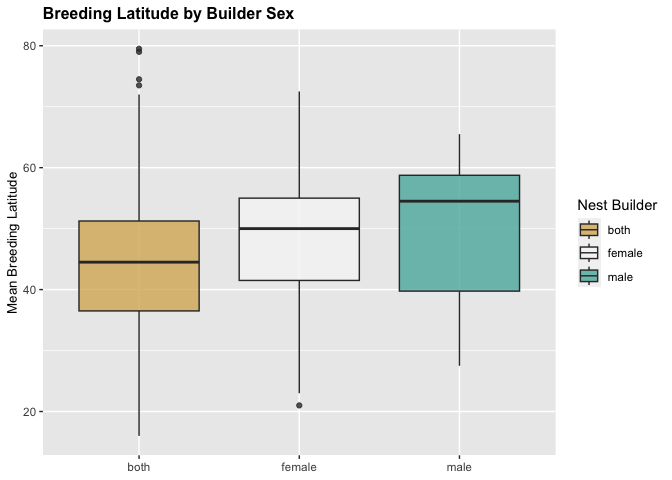 Breeding Latitude by Builder Sex
Mean Breeding Latitude
80
60
40
20
both
female
male
Nest Builder
both
female
male